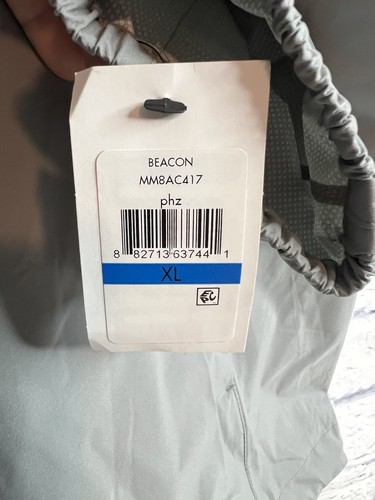 BEACON
MM8AC417
phz
8 82713 63744 1
XL